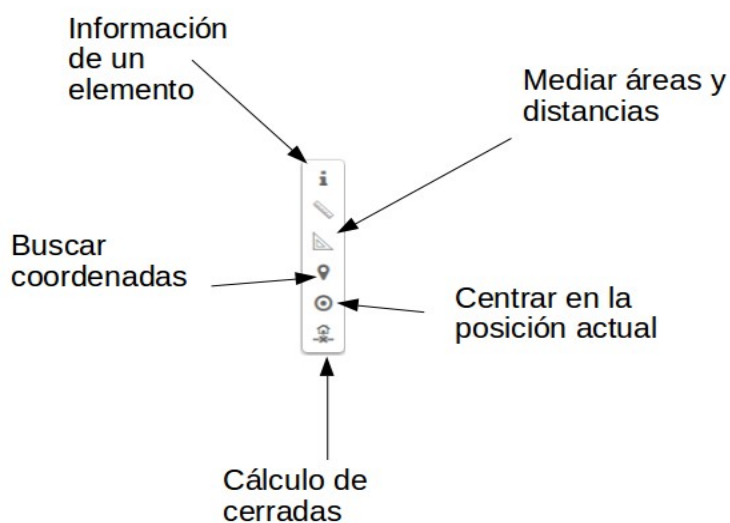 Información
de un
elemento
Mediar áreas y
distancias
Buscar
coordenadas
Centrar en la
posición actual
Cálculo de
cerradas